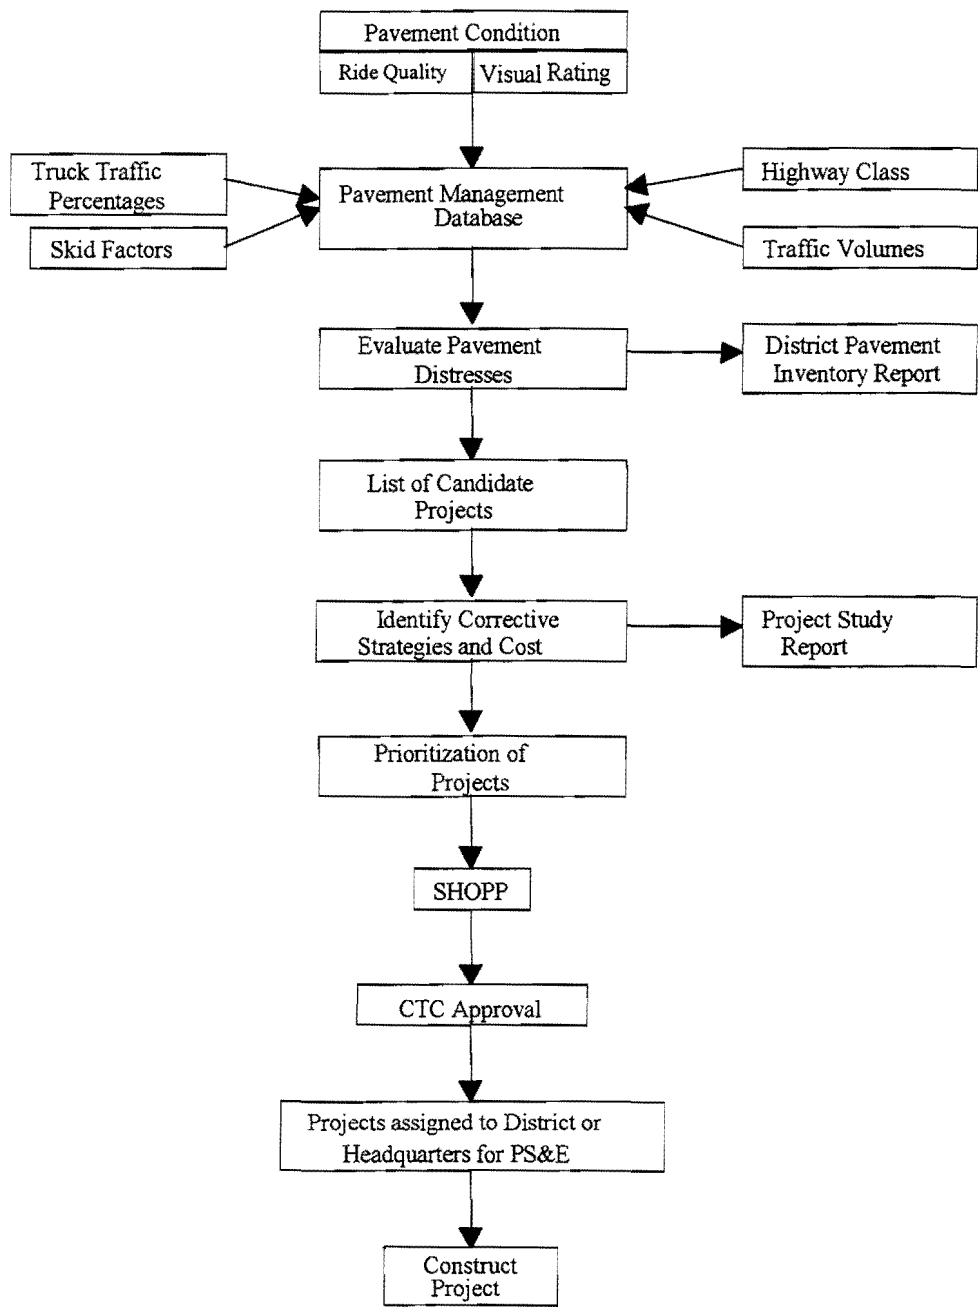 Pavement Condition
Ride Quality
Visual Rating
Truck Traffic
Percentages
Skid Factors
Pavement Management
Database
Highway Class
Traffic Volumes
Evaluate Pavement
Distresses
District Pavement
Inventory Report
List of Candidate
Projects
Identify Corrective
Strategies and Cost
Project Study
Report
Prioritization of
Projects
SHOPP
CTC Approval
Projects assigned to District or
Headquarters for PS&E
Construct
Project